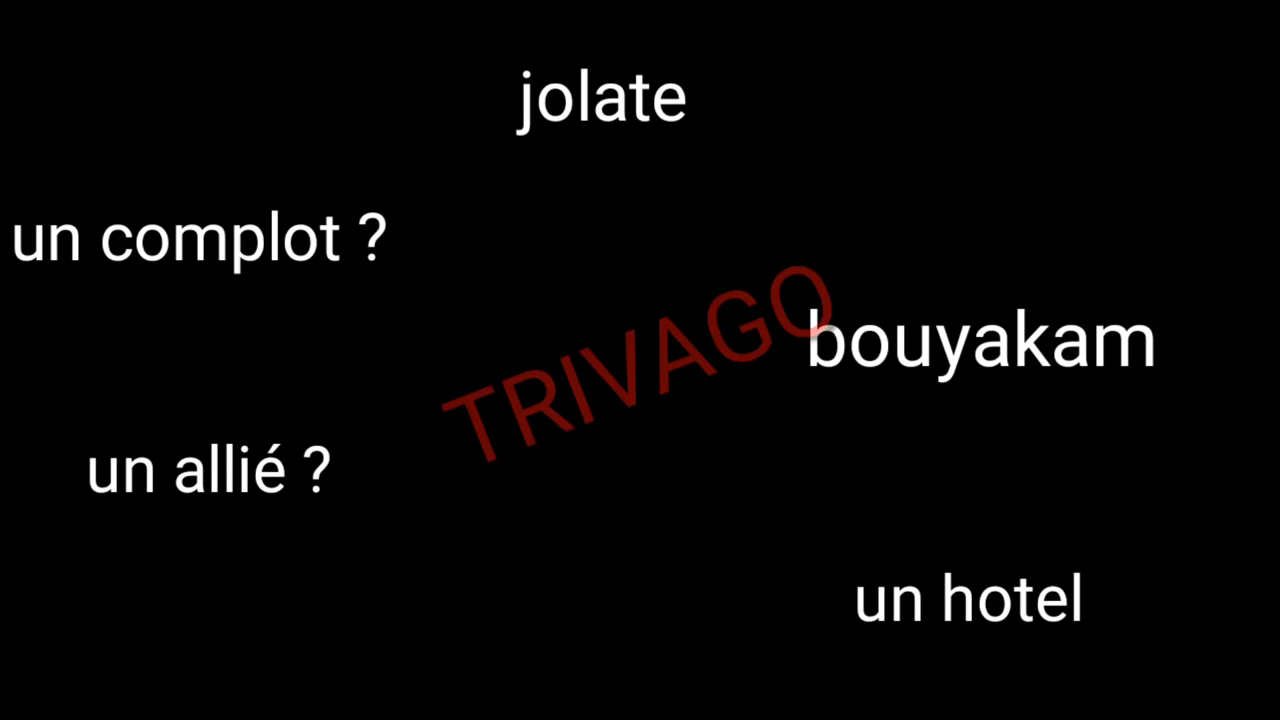 jolate
un complot ?
TRIVAGO
bouyakam
un allié ?
un hotel